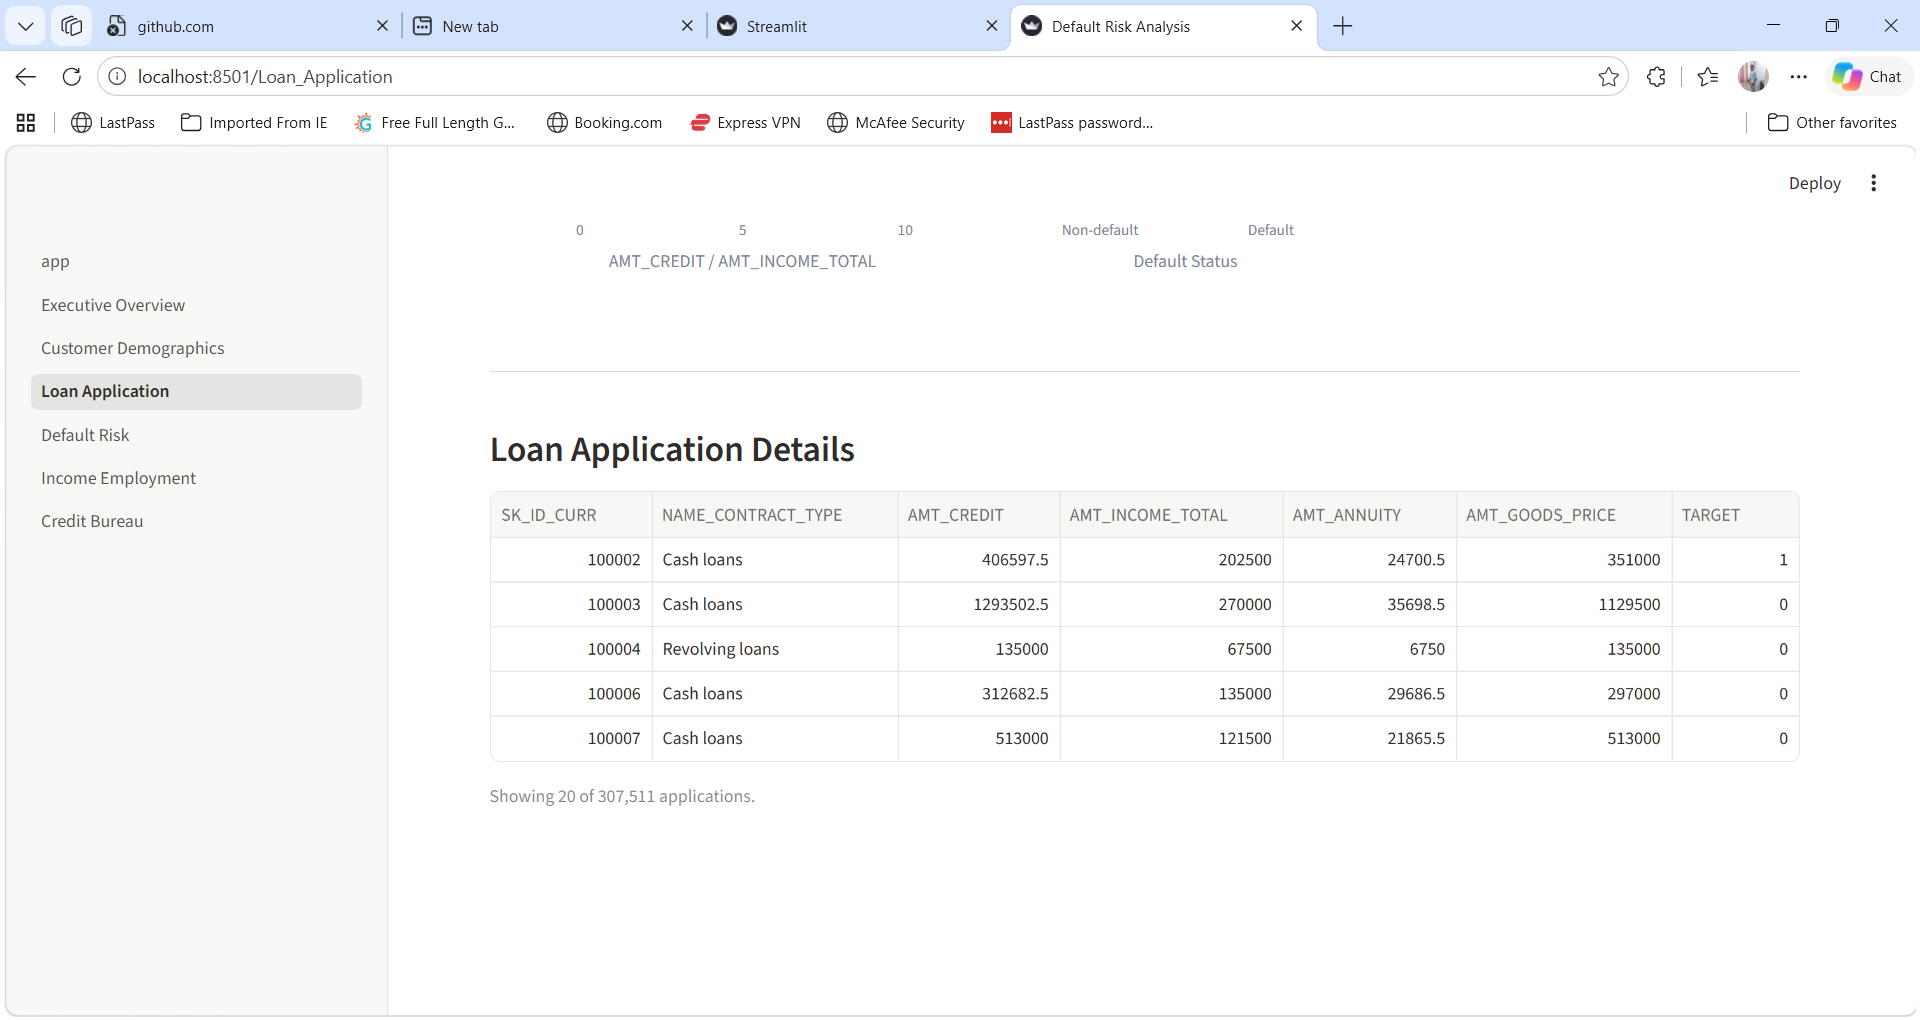 github.com
New tab
Streamlit
Default Risk Analysis
localhost:8501/Loan_Application
Chat
LastPass
Imported From IE
Free Full Length G...
Booking.com
Express VPN
McAfee Security
LastPass password...
Other favorites
Deploy
app
Executive Overview
Customer Demographics
Loan Application
Default Risk
Income Employment
Credit Bureau
0 5 10
AMT_CREDIT / AMT_INCOME_TOTAL
Non-default Default
Default Status
Loan Application Details
SK_ID_CURR NAME_CONTRACT_TYPE AMT_CREDIT AMT_INCOME_TOTAL AMT_ANNUITY AMT_GOODS_PRICE TARGET
100002 Cash loans 406597.5 202500 24700.5 351000 1
100003 Cash loans 1293502.5 270000 35698.5 1129500 0
100004 Revolving loans 135000 67500 6750 135000 0
100006 Cash loans 312682.5 135000 29686.5 297000 0
100007 Cash loans 513000 121500 21865.5 513000 0
Showing 20 of 307,511 applications.